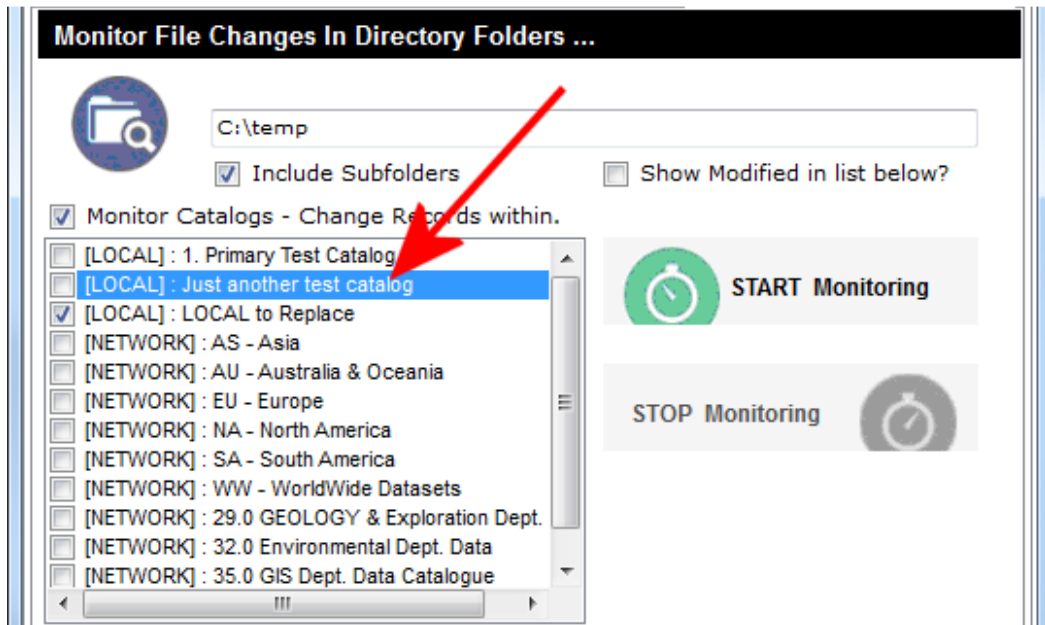 Monitor File Changes In Directory Folders ...
C:\temp
Include Subfolders
Show Modified in list below?
Monitor Catalogs - Change Records within.
[LOCAL] : 1. Primary Test Catalog
[LOCAL] : Just another test catalog
[LOCAL] : LOCAL to Replace
[NETWORK] : AS - Asia
[NETWORK] : AU - Australia & Oceania
[NETWORK] : EU - Europe
[NETWORK] : NA - North America
[NETWORK] : SA - South America
[NETWORK] : WW - WorldWide Datasets
[NETWORK] : 29.0 GEOLOGY & Exploration Dept.
[NETWORK] : 32.0 Environmental Dept. Data
[NETWORK] : 35.0 GIS Dept. Data Catalogue
START Monitoring
STOP Monitoring